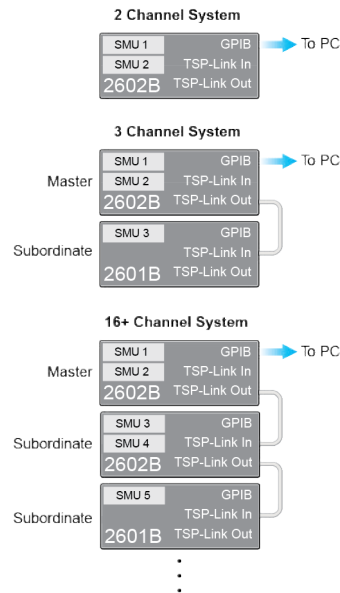 2 Channel System
SMU 1 GPIB To PC
SMU 2 TSP-Link In
2602B TSP-Link Out
3 Channel System
SMU 1 GPIB To PC
Master SMU 2 TSP-Link In
2602B TSP-Link Out
SMU 3 GPIB
Subordinate TSP-Link In
2601B TSP-Link Out
16+ Channel System
SMU 1 GPIB To PC
Master SMU 2 TSP-Link In
2602B TSP-Link Out
SMU 3 GPIB
Subordinate SMU 4 TSP-Link In
2602B TSP-Link Out
SMU 5 GPIB
Subordinate TSP-Link In
2601B TSP-Link Out